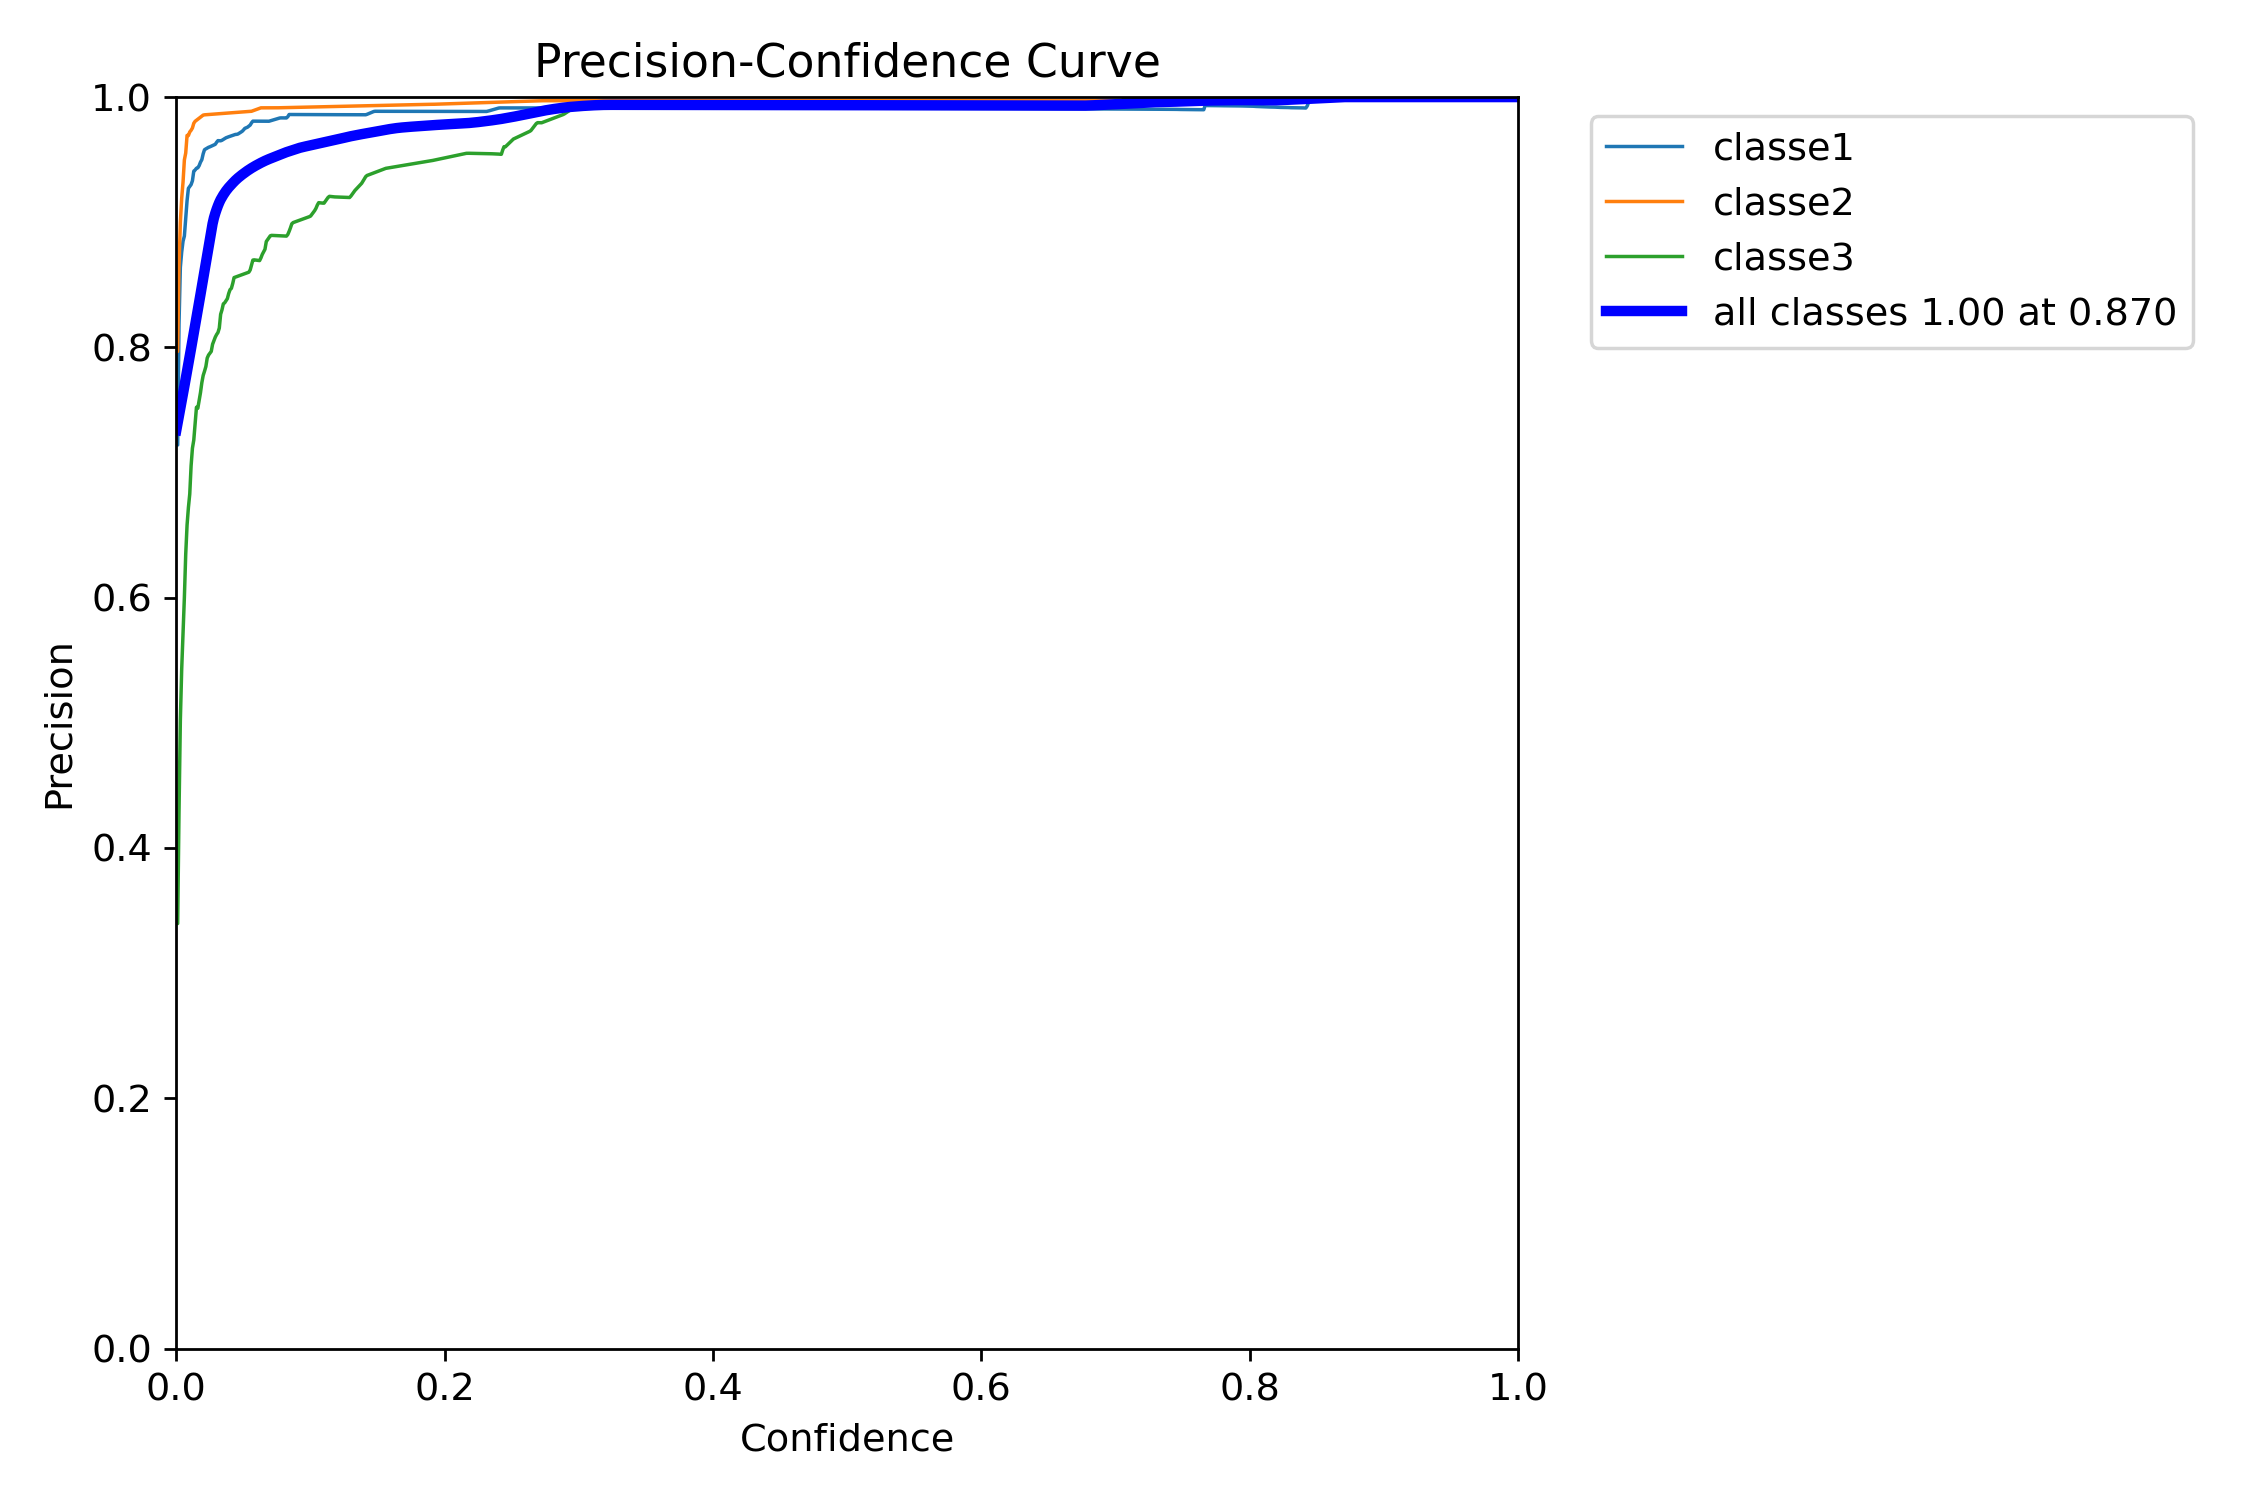 Precision-Confidence Curve
1.0
0.8
0.6
0.4
0.2
0.0
Precision
0.0 0.2 0.4 0.6 0.8 1.0
Confidence
classe1
classe2
classe3
all classes 1.00 at 0.870